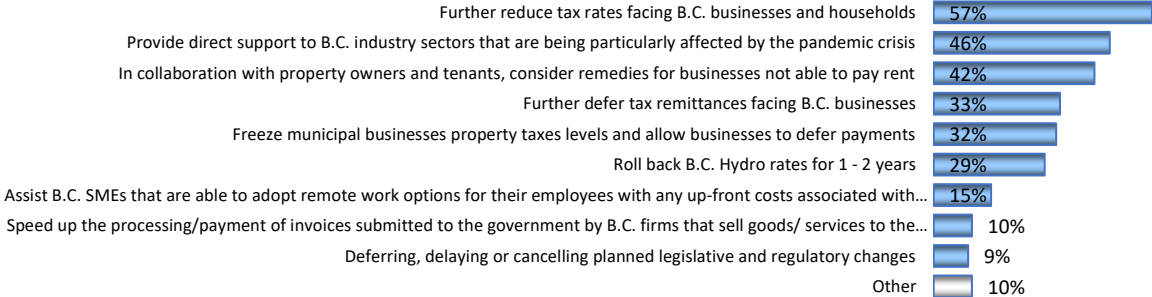 Further reduce tax rates facing B.C. businesses and households 57%
Provide direct support to B.C. industry sectors that are being particularly affected by the pandemic crisis 46%
In collaboration with property owners and tenants, consider remedies for businesses not able to pay rent 42%
Further defer tax remittances facing B.C. businesses 33%
Freeze municipal businesses property taxes levels and allow businesses to defer payments 32%
Roll back B.C. Hydro rates for 1 - 2 years 29%
Assist B.C. SMEs that are able to adopt remote work options for their employees with any up-front costs associated with… 15%
Speed up the processing/payment of invoices submitted to the government by B.C. firms that sell goods/ services to the… 10%
Deferring, delaying or cancelling planned legislative and regulatory changes 9%
Other 10%